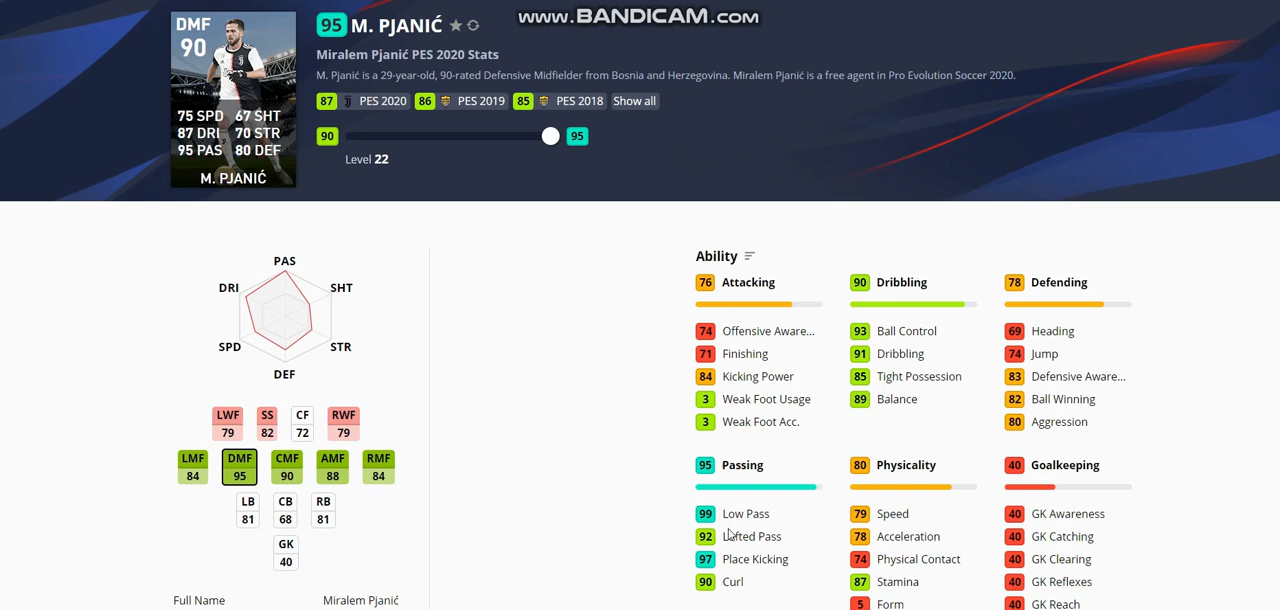 www.BANDICAM.com
DMF
90
75 SPD 67 SHT
87 DRI 70 STR
95 PAS 80 DEF
M. PJANIĆ
95 M. PJANIĆ
Miralem Pjanić PES 2020 Stats
M. Pjanić is a 29-year-old, 90-rated Defensive Midfielder from Bosnia and Herzegovina. Miralem Pjanić is a free agent in Pro Evolution Soccer 2020.
87 PES 2020 86 PES 2019 85 PES 2018 Show all
90 95
Level 22
PAS
DRI SHT
SPD STR
DEF
LWF SS CF RWF
79 82 72 79
LMF DMF CMF AMF RMF
84 95 90 88 84
LB CB RB
81 68 81
GK
40
Full Name Miralem Pjanić
Ability
76 Attacking
74 Offensive Aware...
71 Finishing
84 Kicking Power
3 Weak Foot Usage
3 Weak Foot Acc.
90 Dribbling
93 Ball Control
91 Dribbling
85 Tight Possession
89 Balance
78 Defending
69 Heading
74 Jump
83 Defensive Aware...
82 Ball Winning
80 Aggression
95 Passing
99 Low Pass
92 Lofted Pass
97 Place Kicking
90 Curl
80 Physicality
79 Speed
78 Acceleration
74 Physical Contact
87 Stamina
5 Form
40 Goalkeeping
40 GK Awareness
40 GK Catching
40 GK Clearing
40 GK Reflexes
40 GK Reach